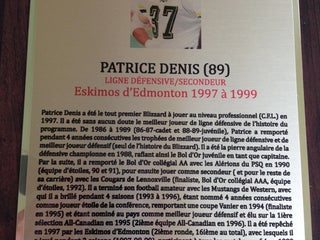 37
PATRICE DENIS (89)
LIGNE DÉFENSIVE/SECONDEUR
Eskimos d'Edmonton 1997 à 1999
Patrice Denis a été le tout premier Blizzard à jouer au niveau professionnel (C.F.L.) en
1997. Il a été sans aucun doute le meilleur joueur de ligne défensive de l'histoire du
programme. De 1986 à 1989 (86-87-cadet et 88-89-juvénile), Patrice a remporté
pendant 4 années consécutives les trophées de meilleur joueur de ligne défensive et de
meilleur joueur défensif (seul de l'histoire du Blizzard). Il a été la pierre angulaire de la
défensive championne en 1988, raflant ainsi le Bol d'Or juvénile en tant que capitaine.
Par la suite, il a remporté le Bol d'Or collégial AA avec les Alérions du PSQ en 1990
(équipe d'étoiles, 90 et 91), pour ensuite jouer comme secondeur ( et pour le reste de
sa carrière) avec les Cougars de Lennoxville (finaliste, Bol d'Or collégial AAA, équipe
d'étoiles, 1992). Il a terminé son football amateur avec les Mustangs de Western, avec
qui il a brillé pendant 4 saisons (1993 à 1996), étant nommé 4 années consécutives
comme joueur étoile de la conférence, remportant une coupe Vanier en 1994 (finaliste
en 1995) et étant nominé au pays comme meilleur joueur défensif et élu sur la 1ière
sélection All-Canadian en 1995 (2ième équipe All-Canadian en 1996). Il a été repêché
en 1997 par les Eskimos d'Edmonton (2ième ronde, 16ième au total), avec lesquels il